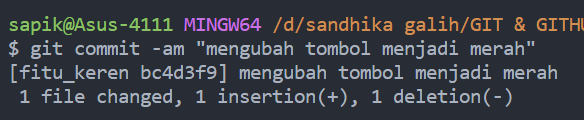 sapik@Asus-4111 MINGW64 /d/sandhika galih/GIT & GITHU
$ git commit -am "mengubah tombol menjadi merah"
[fitu_keren bc4d3f9] mengubah tombol menjadi merah
 1 file changed, 1 insertion(+), 1 deletion(-)